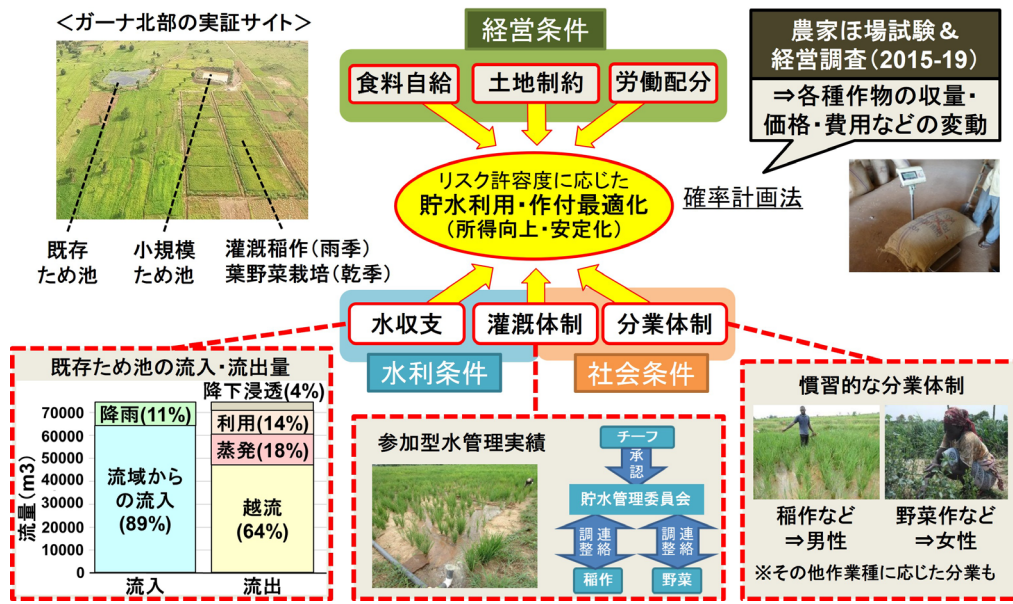 ＜ガーナ北部の実証サイト＞
既存
ため池
小規模
ため池
灌漑稲作(雨季)
葉野菜栽培(乾季)
経営条件
食料自給
土地制約
労働配分
リスク許容度に応じた
貯水利用・作付最適化
(所得向上・安定化)
確率計画法
農家ほ場試験＆
経営調査(2015-19)
⇒各種作物の収量・
価格・費用などの変動
水収支
灌漑体制
分業体制
水利条件
社会条件
既存ため池の流入・流出量
流量(m3)
70000
60000
50000
40000
30000
20000
10000
0
降雨(11%)
流域から
の流入
(89%)
降下浸透(4%)
利用(14%)
蒸発(18%)
越流
(64%)
流入
流出
参加型水管理実績
チーフ
承認
貯水管理委員会
連絡
調整
連絡
調整
稲作
野菜
慣習的な分業体制
稲作など
⇒男性
野菜作など
⇒女性
※その他作業種に応じた分業も